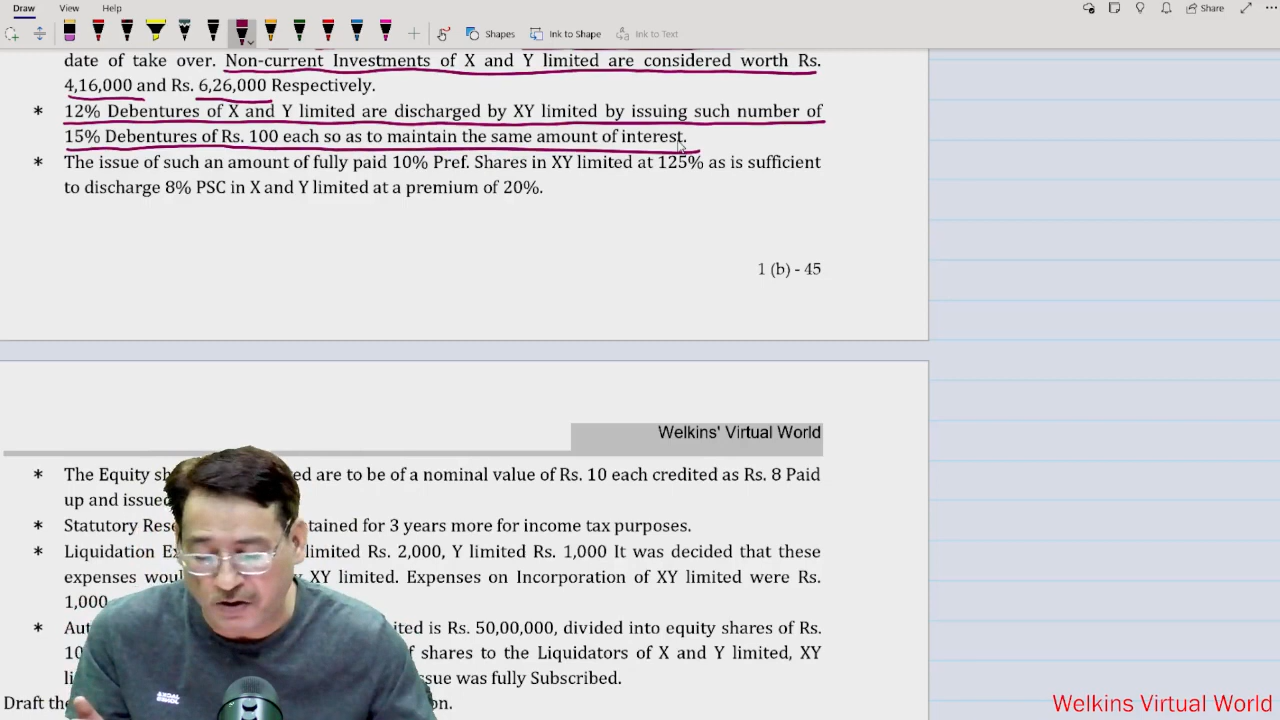 Draw View Help
Shapes Ink to Shape Ink to Text Share
date of take over. Non-current Investments of X and Y limited are considered worth Rs.
4,16,000 and Rs. 6,26,000 Respectively.
* 12% Debentures of X and Y limited are discharged by XY limited by issuing such number of
15% Debentures of Rs. 100 each so as to maintain the same amount of interest.
* The issue of such an amount of fully paid 10% Pref. Shares in XY limited at 125% as is sufficient
to discharge 8% PSC in X and Y limited at a premium of 20%.
1 (b) - 45
Welkins' Virtual World
* The Equity ed are to be of a nominal value of Rs. 10 each credited as Rs. 8 Paid
up and issued
* Statutory tained for 3 years more for income tax purposes.
* Liquidation limited Rs. 2,000, Y limited Rs. 1,000 It was decided that these
expenses XY limited. Expenses on Incorporation of XY limited were Rs.
1,000
* ited is Rs. 50,00,000, divided into equity shares of Rs.
10 f shares to the Liquidators of X and Y limited, XY
ssue was fully Subscribed.
Draft the on.
Welkins Virtual World